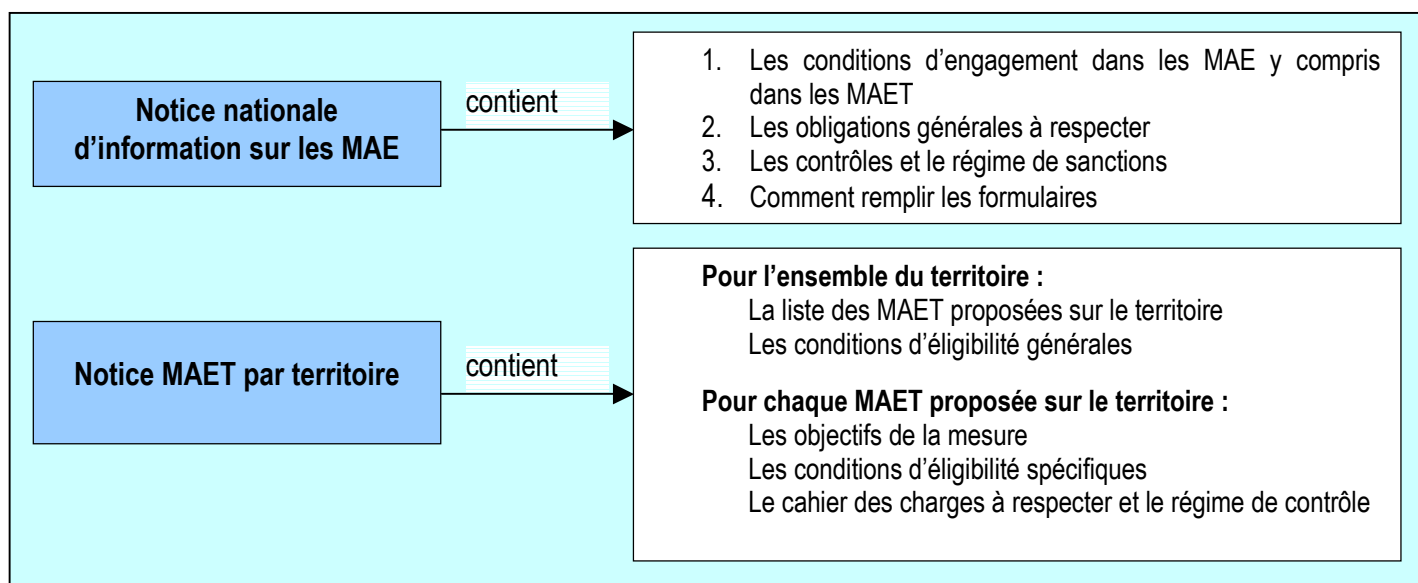 Notice nationale
d'information sur les MAE
contient
1. Les conditions d'engagement dans les MAE y compris
dans les MAET
2. Les obligations générales à respecter
3. Les contrôles et le régime de sanctions
4. Comment remplir les formulaires
Notice MAET par territoire
contient
Pour l'ensemble du territoire :
La liste des MAET proposées sur le territoire
Les conditions d'éligibilité générales
Pour chaque MAET proposée sur le territoire :
Les objectifs de la mesure
Les conditions d'éligibilité spécifiques
Le cahier des charges à respecter et le régime de contrôle